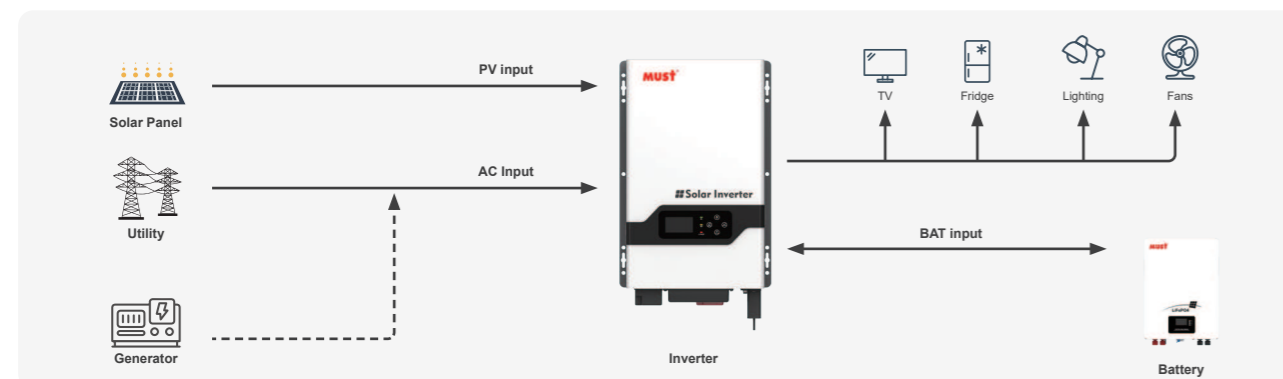 Solar Panel
PV input
MUST
TV
Fridge
Lighting
Fans
Utility
AC Input
Solar Inverter
Generator
Inverter
BAT input
MUST
LiFePO4
Battery